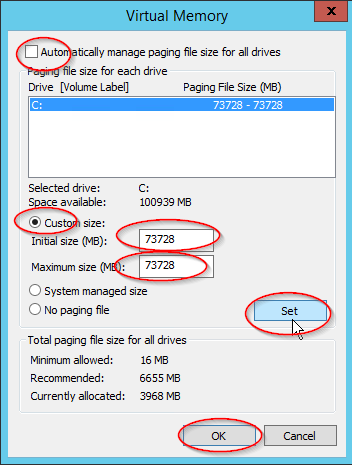 Virtual Memory
Automatically manage paging file size for all drives
Paging file size for each drive
Drive [Volume Label] Paging File Size (MB)
C: 73728 - 73728
Selected drive: C:
Space available: 100939 MB
Custom size:
Initial size (MB): 73728
Maximum size (MB): 73728
System managed size
No paging file
Set
Total paging file size for all drives
Minimum allowed: 16 MB
Recommended: 6655 MB
Currently allocated: 3968 MB
OK Cancel